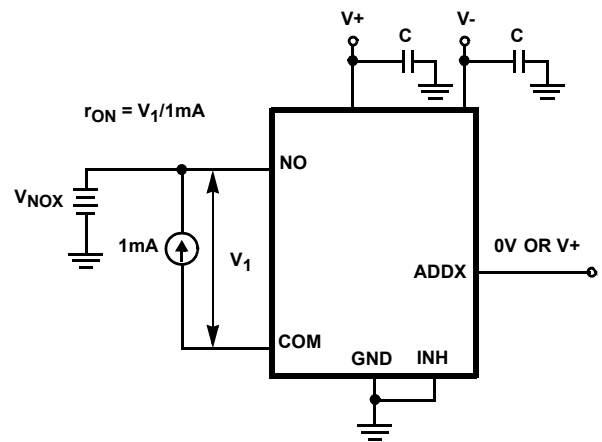 V+
V-
C
C
rON = V1/1mA
NO
VNOX
1mA
V1
0V OR V+
ADDX
COM
GND
INH